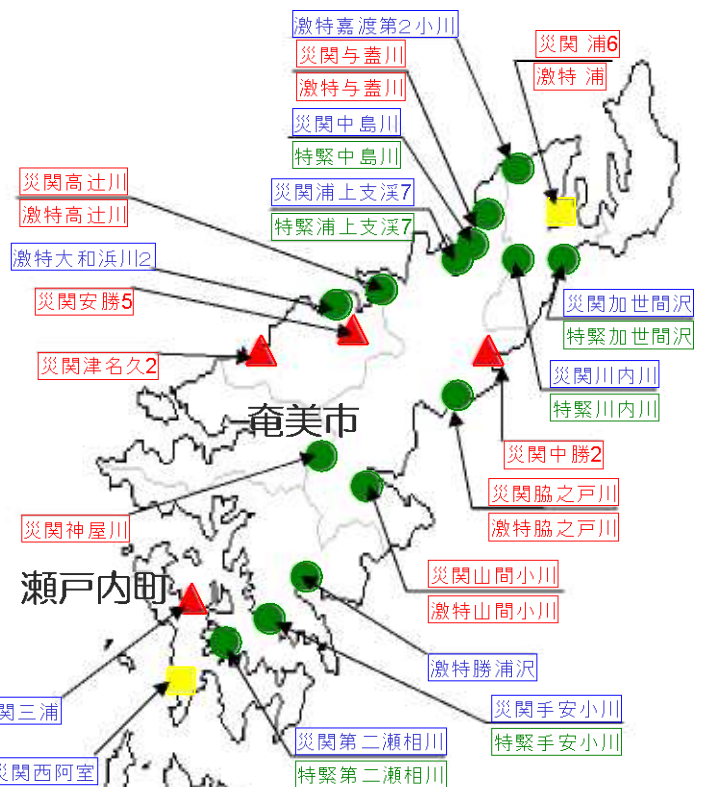 激特嘉渡第2小川
災関与蓋川
激特与蓋川
災関 浦6
激特 浦
災関中島川
特緊中島川
災関高辻川
激特高辻川
災関浦上支渓7
特緊浦上支渓7
激特大和浜川2
災関安勝5
災関加世間沢
特緊加世間沢
災関津名久2
災関川内川
特緊川内川
奄美市
災関中勝2
災関脇之戸川
激特脇之戸川
災関神屋川
災関山間小川
激特山間小川
瀬戸内町
激特勝浦沢
関三浦
災関手安小川
特緊手安小川
災関第二瀬相川
特緊第二瀬相川
災関西阿室